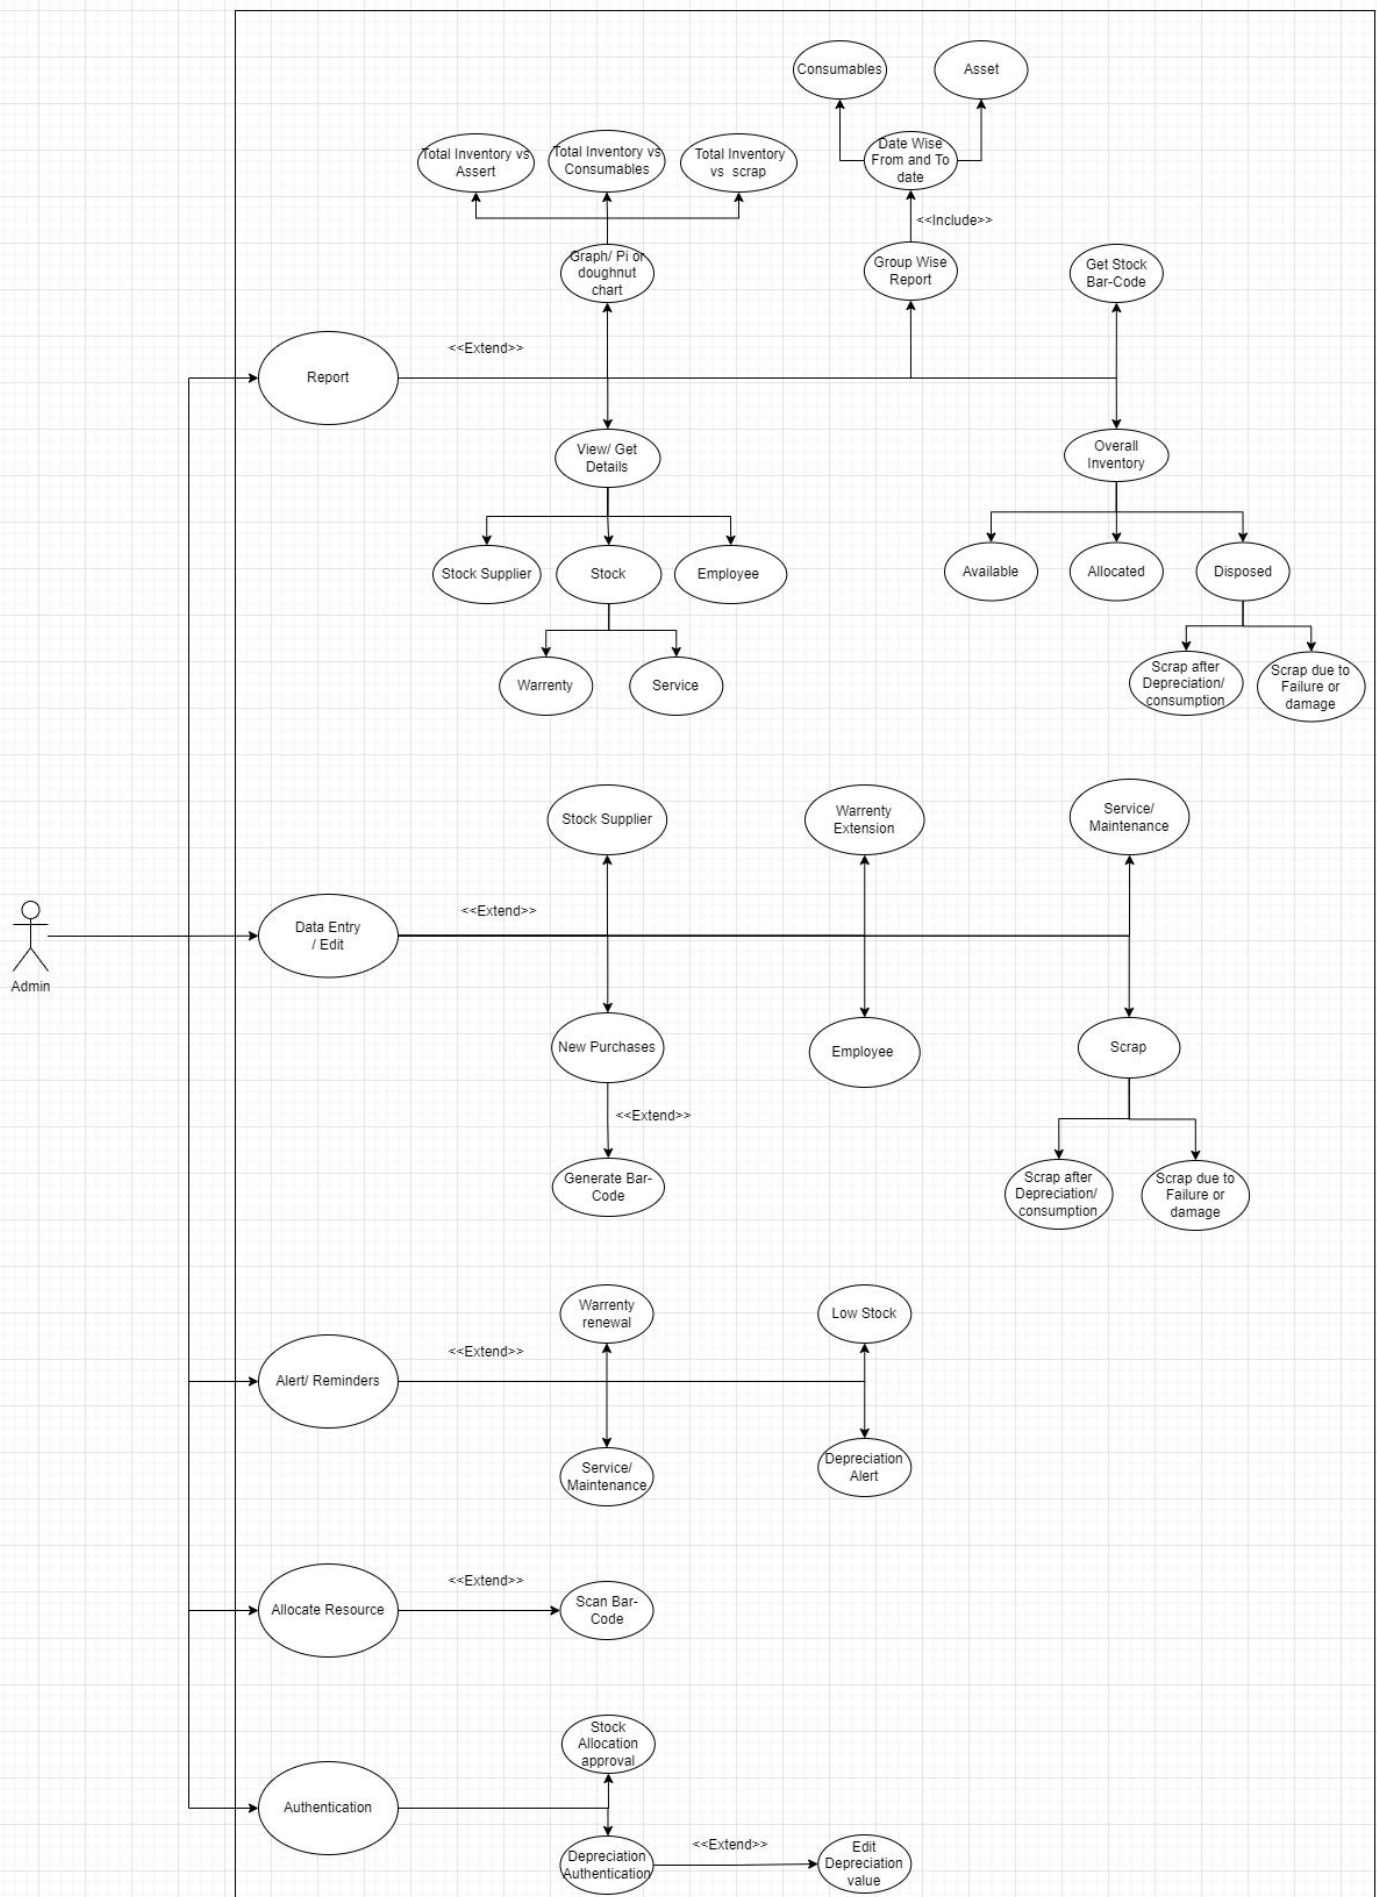 Consumables
Asset
Total Inventory vs
Assert
Total Inventory vs
Consumables
Total Inventory
vs scrap
Date Wise
From and To
date
<<Include>>
Graph/ Pi or
doughnut
chart
Group Wise
Report
Get Stock
Bar-Code
<<Extend>>
Report
View/ Get
Details
Overall
Inventory
Stock Supplier
Stock
Employee
Available
Allocated
Disposed
Warrenty
Service
Scrap after
Depreciation/
consumption
Scrap due to
Failure or
damage
Stock Supplier
Warrenty
Extension
Service/
Maintenance
<<Extend>>
Data Entry
/ Edit
Admin
New Purchases
Employee
Scrap
<<Extend>>
Generate Bar-
Code
Scrap after
Depreciation/
consumption
Scrap due to
Failure or
damage
Warrenty
renewal
Low Stock
<<Extend>>
Alert/ Reminders
Service/
Maintenance
Depreciation
Alert
<<Extend>>
Allocate Resource
Scan Bar-
Code
Stock
Allocation
approval
Authentication
Depreciation
Authentication
<<Extend>>
Edit
Depreciation
value